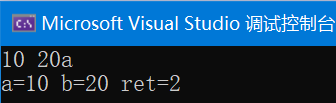 Microsoft Visual Studio 调试控制台
10 20a
a=10 b=20 ret=2